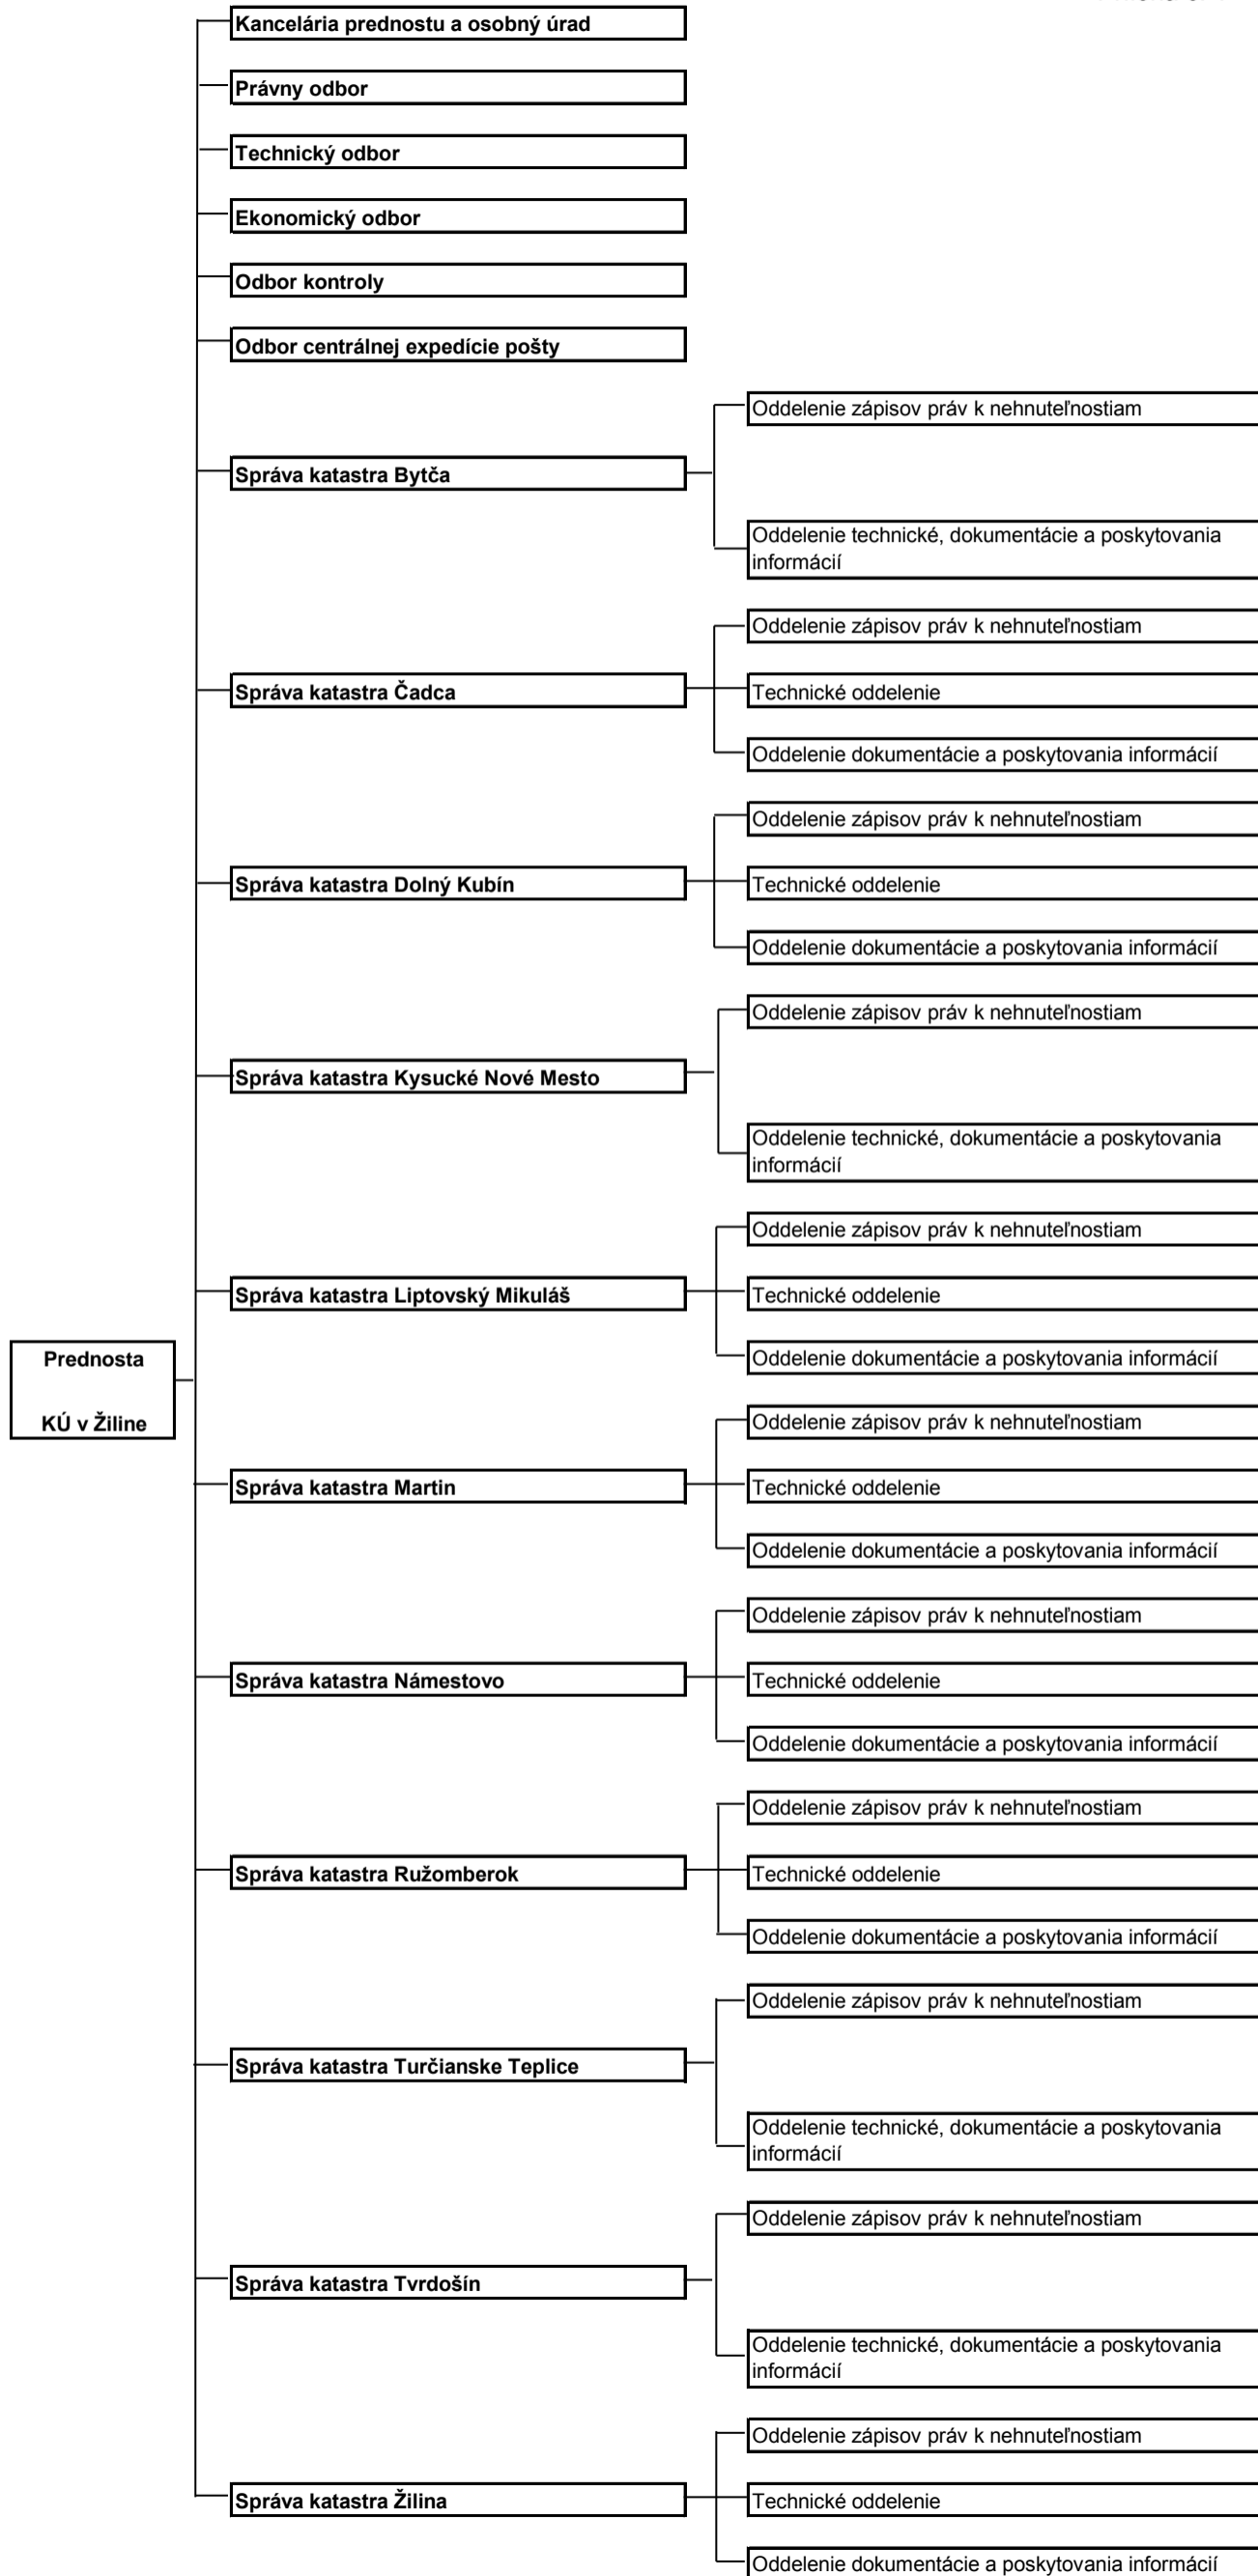 Kancelária prednostu a osobný úrad
Právny odbor
Technický odbor
Ekonomický odbor
Odbor kontroly
Odbor centrálnej expedície pošty
Oddelenie zápisov práv k nehnuteľnostiam
Správa katastra Bytča
Oddelenie technické, dokumentácie a poskytovania
informácií
Oddelenie zápisov práv k nehnuteľnostiam
Správa katastra Čadca
Technické oddelenie
Oddelenie dokumentácie a poskytovania informácií
Oddelenie zápisov práv k nehnuteľnostiam
Správa katastra Dolný Kubín
Technické oddelenie
Oddelenie dokumentácie a poskytovania informácií
Oddelenie zápisov práv k nehnuteľnostiam
Správa katastra Kysucké Nové Mesto
Oddelenie technické, dokumentácie a poskytovania
informácií
Oddelenie zápisov práv k nehnuteľnostiam
Správa katastra Liptovský Mikuláš
Technické oddelenie
Oddelenie dokumentácie a poskytovania informácií
Prednosta
KÚ v Žiline
Oddelenie zápisov práv k nehnuteľnostiam
Správa katastra Martin
Technické oddelenie
Oddelenie dokumentácie a poskytovania informácií
Oddelenie zápisov práv k nehnuteľnostiam
Správa katastra Námestovo
Technické oddelenie
Oddelenie dokumentácie a poskytovania informácií
Oddelenie zápisov práv k nehnuteľnostiam
Správa katastra Ružomberok
Technické oddelenie
Oddelenie dokumentácie a poskytovania informácií
Oddelenie zápisov práv k nehnuteľnostiam
Správa katastra Turčianske Teplice
Oddelenie technické, dokumentácie a poskytovania
informácií
Oddelenie zápisov práv k nehnuteľnostiam
Správa katastra Tvrdošín
Oddelenie technické, dokumentácie a poskytovania
informácií
Oddelenie zápisov práv k nehnuteľnostiam
Správa katastra Žilina
Technické oddelenie
Oddelenie dokumentácie a poskytovania informácií